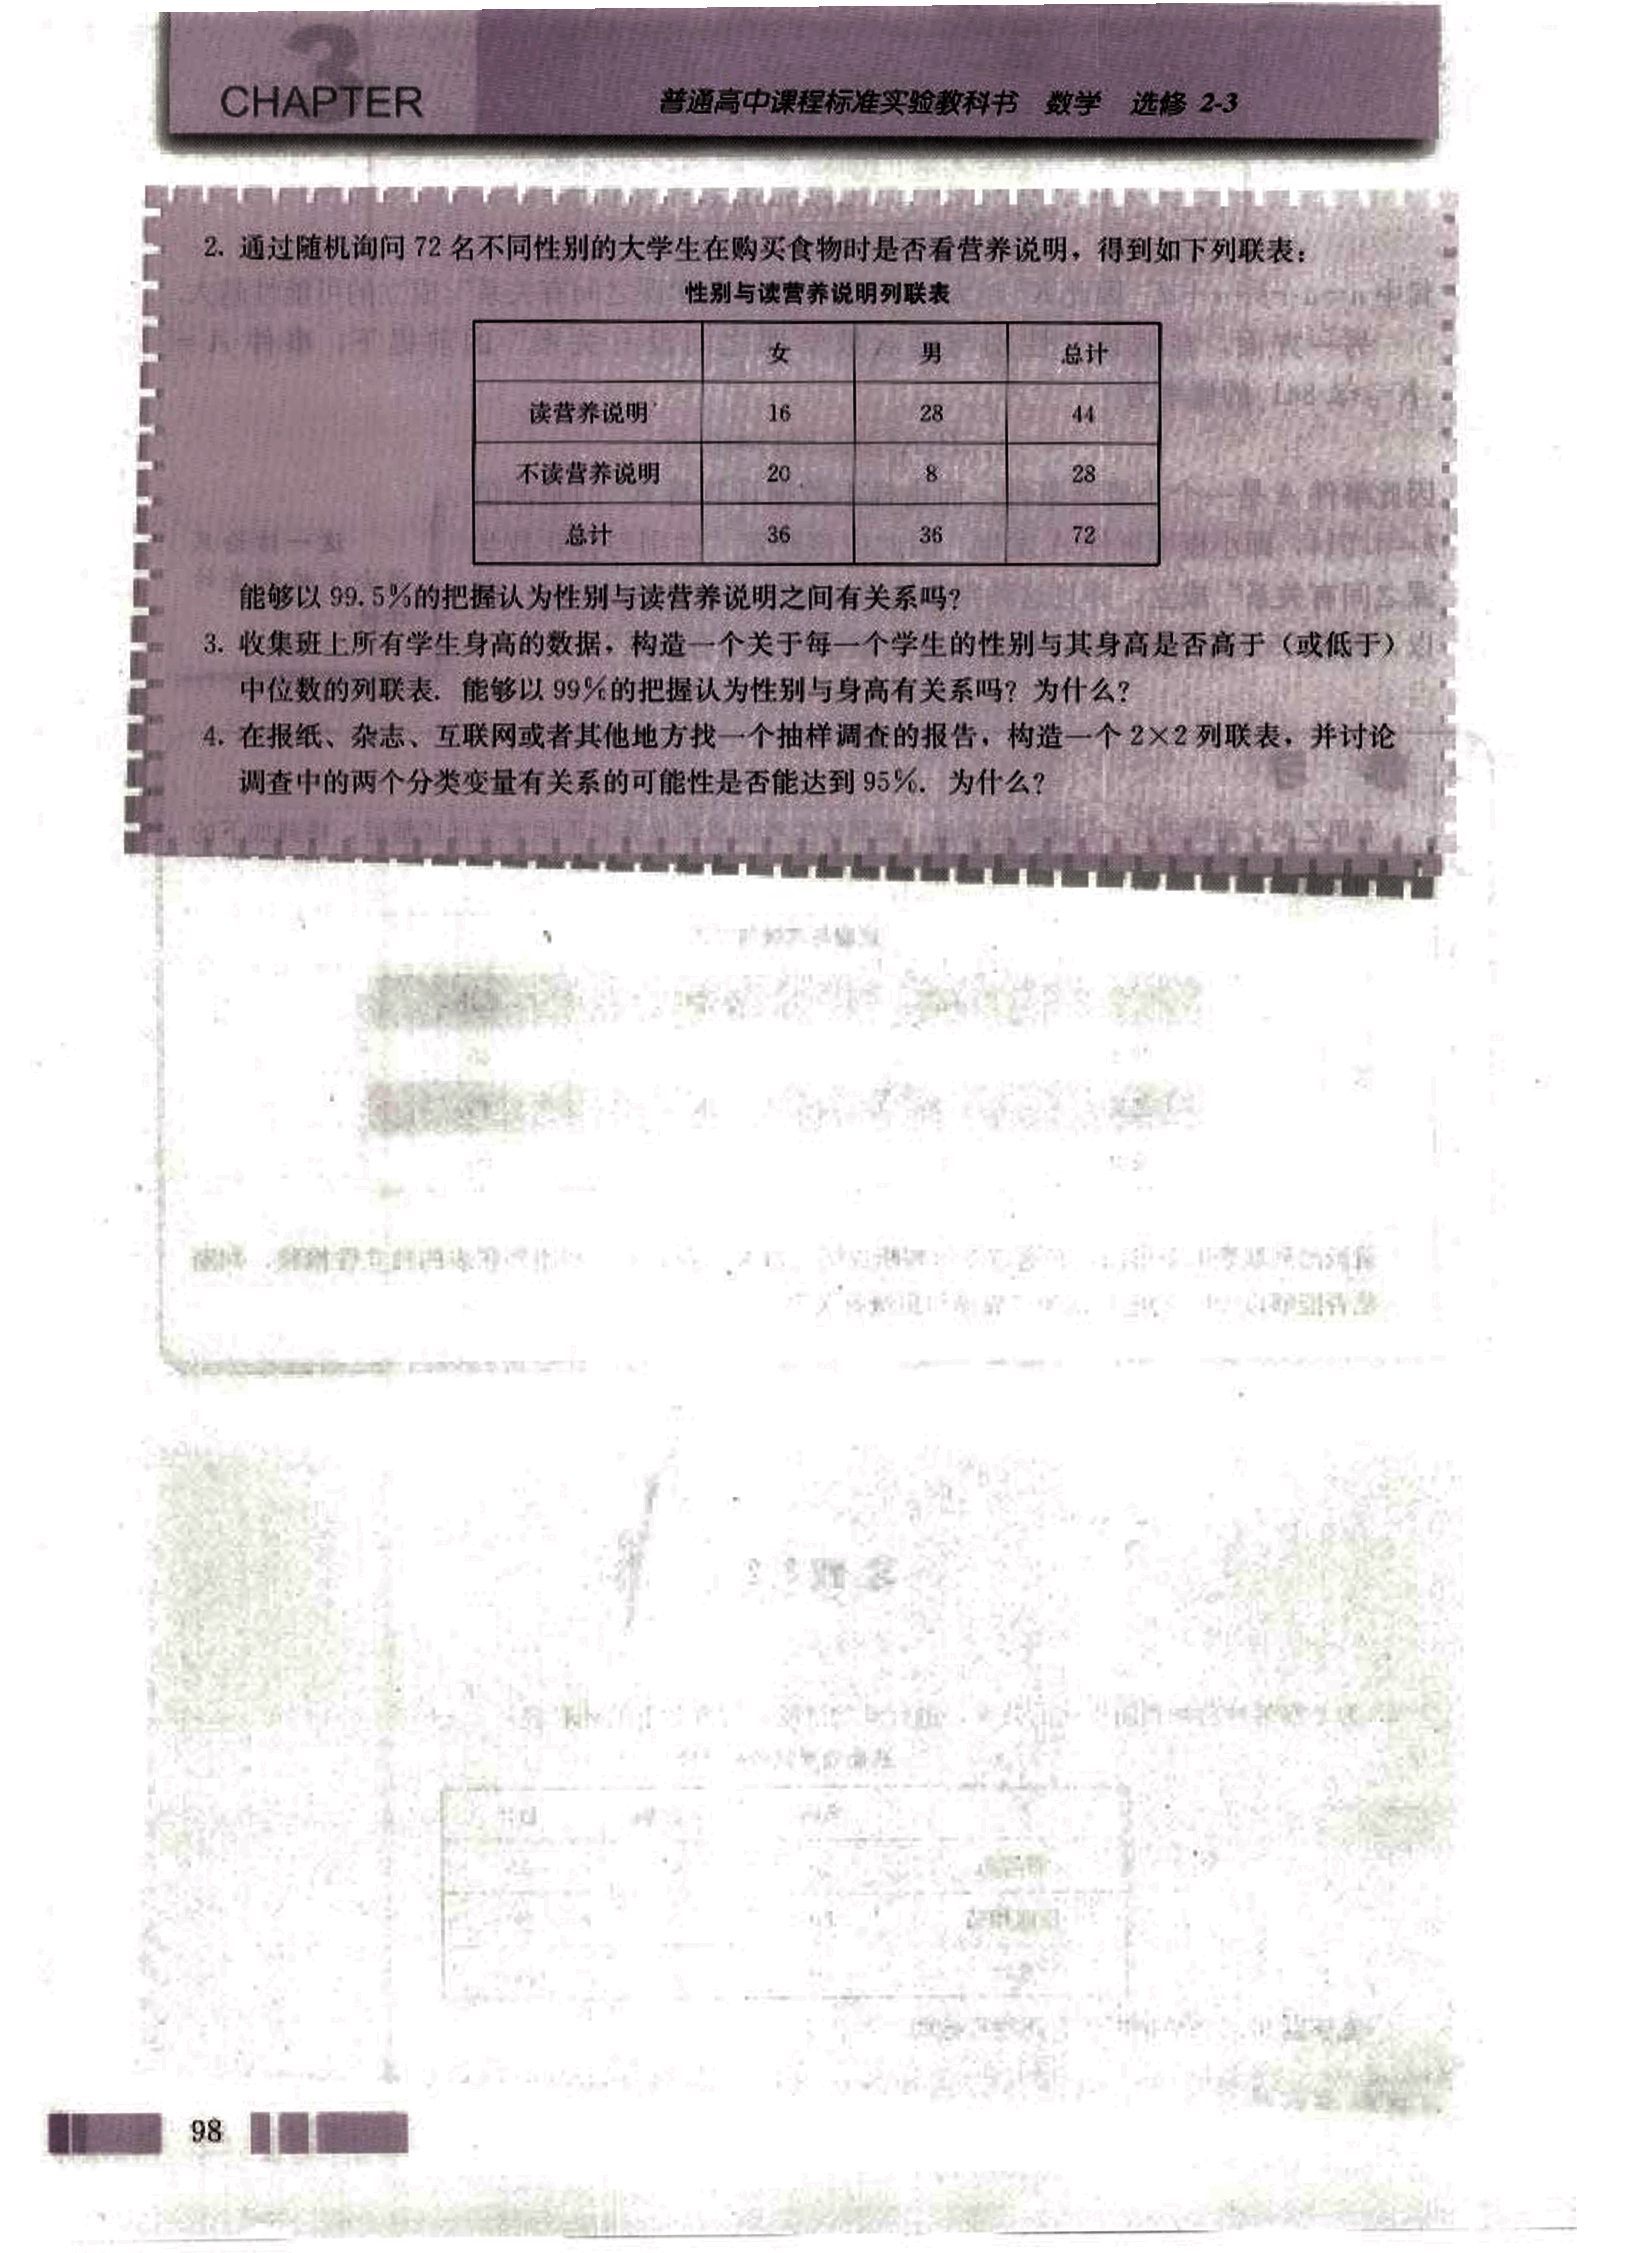 3
CHAPTER
普通高中课程标准实验教科书 数学 选修 2-3
2. 通过随机询问 72 名不同性别的大学生在购买食物时是否看营养说明，得到如下列联表：
性别与读营养说明列联表
女 男 总计
读营养说明 16 28 44
不读营养说明 20 8 28
总计 36 36 72
能够以 99.5%的把握认为性别与读营养说明之间有关系吗？
3. 收集班上所有学生身高的数据，构造一个关于每一个学生的性别与其身高是否高于（或低于）
中位数的列联表. 能够以 99%的把握认为性别与身高有关系吗？为什么？
4. 在报纸、杂志、互联网或者其他地方找一个抽样调查的报告，构造一个 2×2 列联表，并讨论
调查中的两个分类变量有关系的可能性是否能达到 95%. 为什么？
98